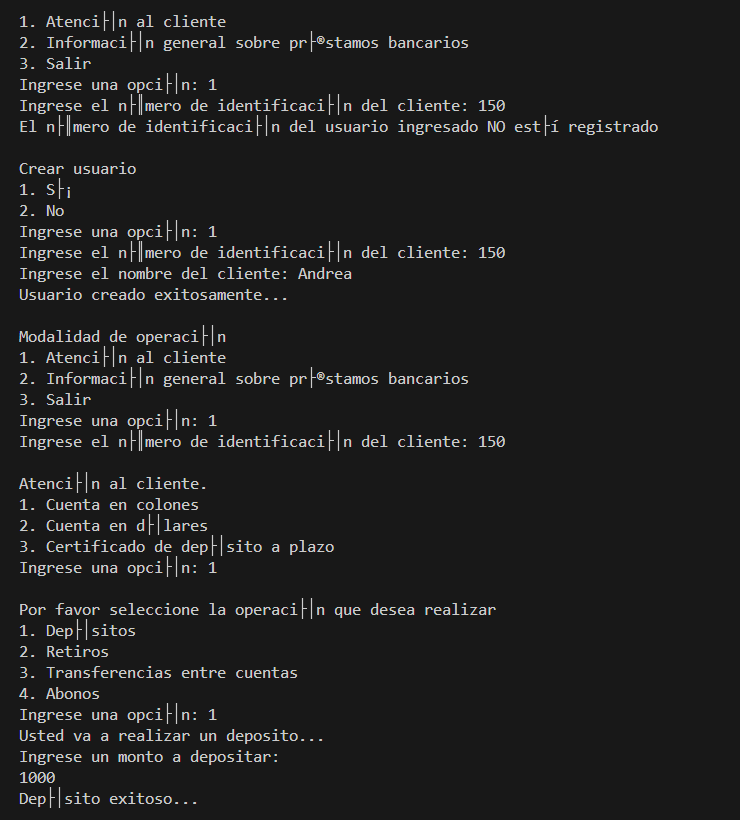 1. Atenci├│n al cliente
2. Informaci├│n general sobre pr├®stamos bancarios
3. Salir
Ingrese una opci├│n: 1
Ingrese el n├║mero de identificaci├│n del cliente: 150
El n├║mero de identificaci├│n del usuario ingresado NO est├í registrado
Crear usuario
1. S├¡
2. No
Ingrese una opci├│n: 1
Ingrese el n├║mero de identificaci├│n del cliente: 150
Ingrese el nombre del cliente: Andrea
Usuario creado exitosamente...
Modalidad de operaci├│n
1. Atenci├│n al cliente
2. Informaci├│n general sobre pr├®stamos bancarios
3. Salir
Ingrese una opci├│n: 1
Ingrese el n├║mero de identificaci├│n del cliente: 150
Atenci├│n al cliente.
1. Cuenta en colones
2. Cuenta en d├│lares
3. Certificado de dep├│sito a plazo
Ingrese una opci├│n: 1
Por favor seleccione la operaci├│n que desea realizar
1. Dep├│sitos
2. Retiros
3. Transferencias entre cuentas
4. Abonos
Ingrese una opci├│n: 1
Usted va a realizar un deposito...
Ingrese un monto a depositar:
1000
Dep├│sito exitoso...